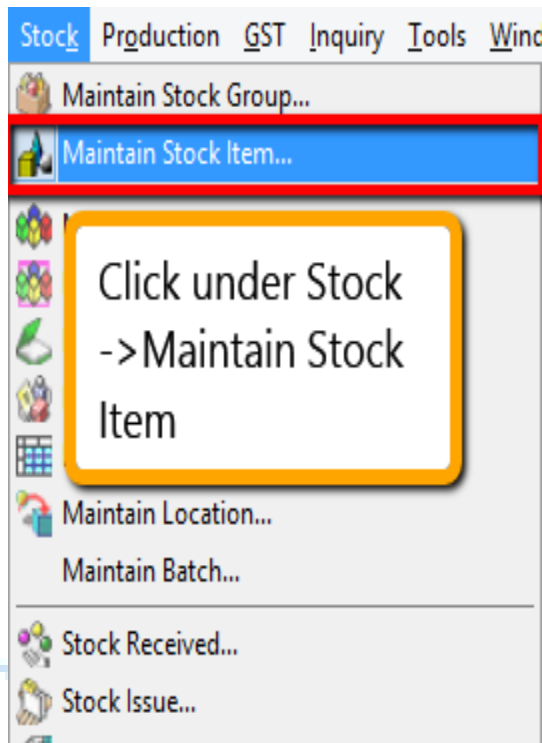 Stock Production GST Inquiry Tools
Maintain Stock Group...
Maintain Stock Item...
Click under Stock
->Maintain Stock
Item
Maintain Location...
Maintain Batch...
Stock Received...
Stock Issue...